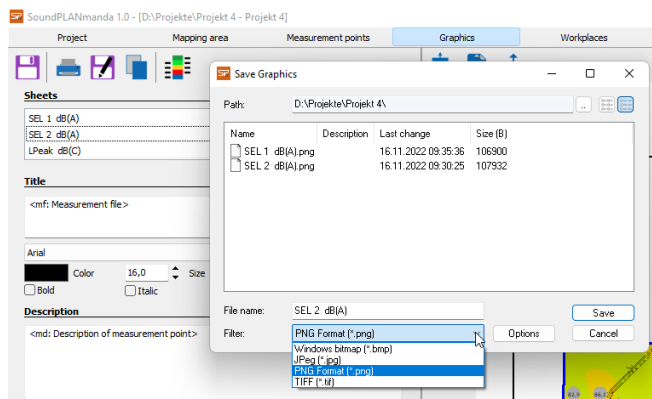 SP SoundPLANmanda 1.0 - [D:\Projekte\Projekt 4 - Projekt 4]
Project Mapping area Measurement points Graphics Workplaces
SP Save Graphics
Path: D:\Projekte\Projekt 4\ ..
Sheets
SEL 1 dB(A)
SEL 2 dB(A)
LPeak dB(C)
Name Description Last change Size (B)
SEL 1 dB(A).png 16.11.2022 09:35:36 106900
SEL 2 dB(A).png 16.11.2022 09:30:25 107932
Title
<mf: Measurement file>
Arial
Color 16,0 Size
Bold Italic
Description
<md: Description of measurement point>
File name: SEL 2 dB(A) Save
Filter: PNG Format (*.png) Options Cancel
Windows bitmap (*.bmp)
JPeg (*.jpg)
PNG Format (*.png)
TIFF (*.tif)